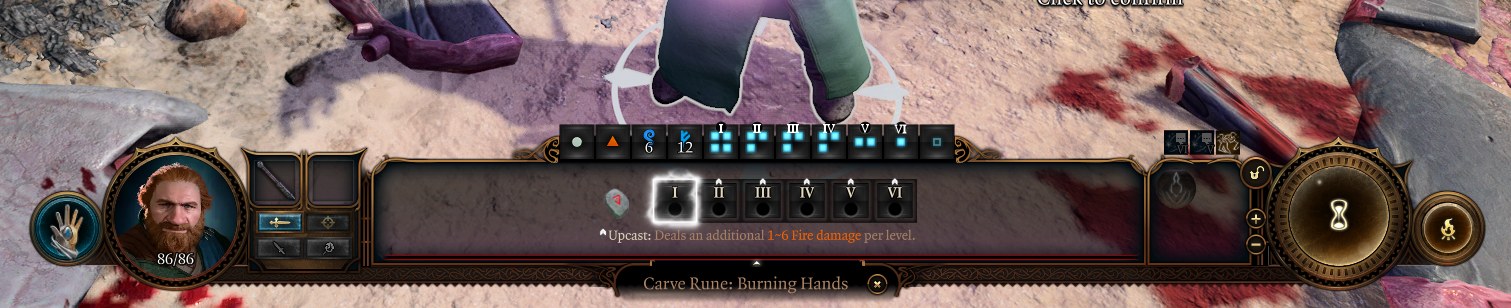 Click to confirm
I II III IV V VI
6 12
I II III IV V VI
Upcast: Deals an additional 1~6 Fire damage per level.
86/86
Carve Rune: Burning Hands